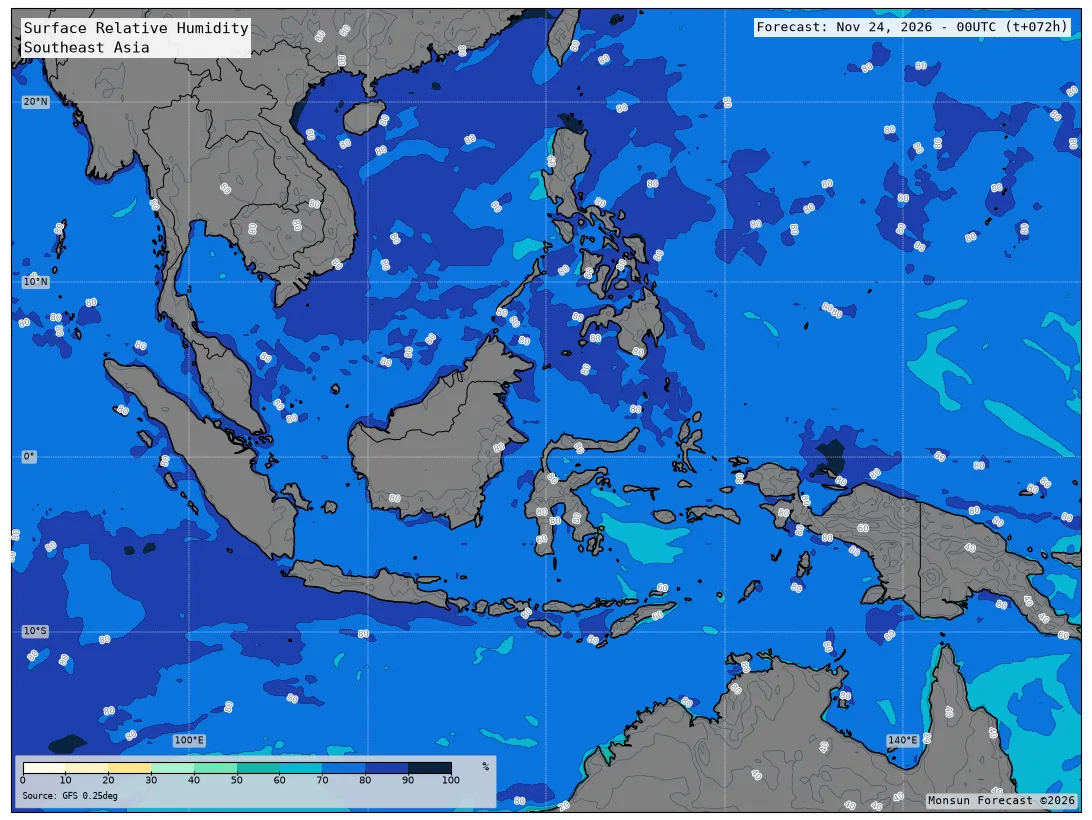 Surface Relative Humidity
Southeast Asia
Forecast: Nov 24, 2026 - 00UTC (t+072h)
20°N
10°N
0°
10°S
100°E
140°E
0 10 20 30 40 50 60 70 80 90 100
%
Source: GFS 0.25deg
Monsun Forecast ©2026